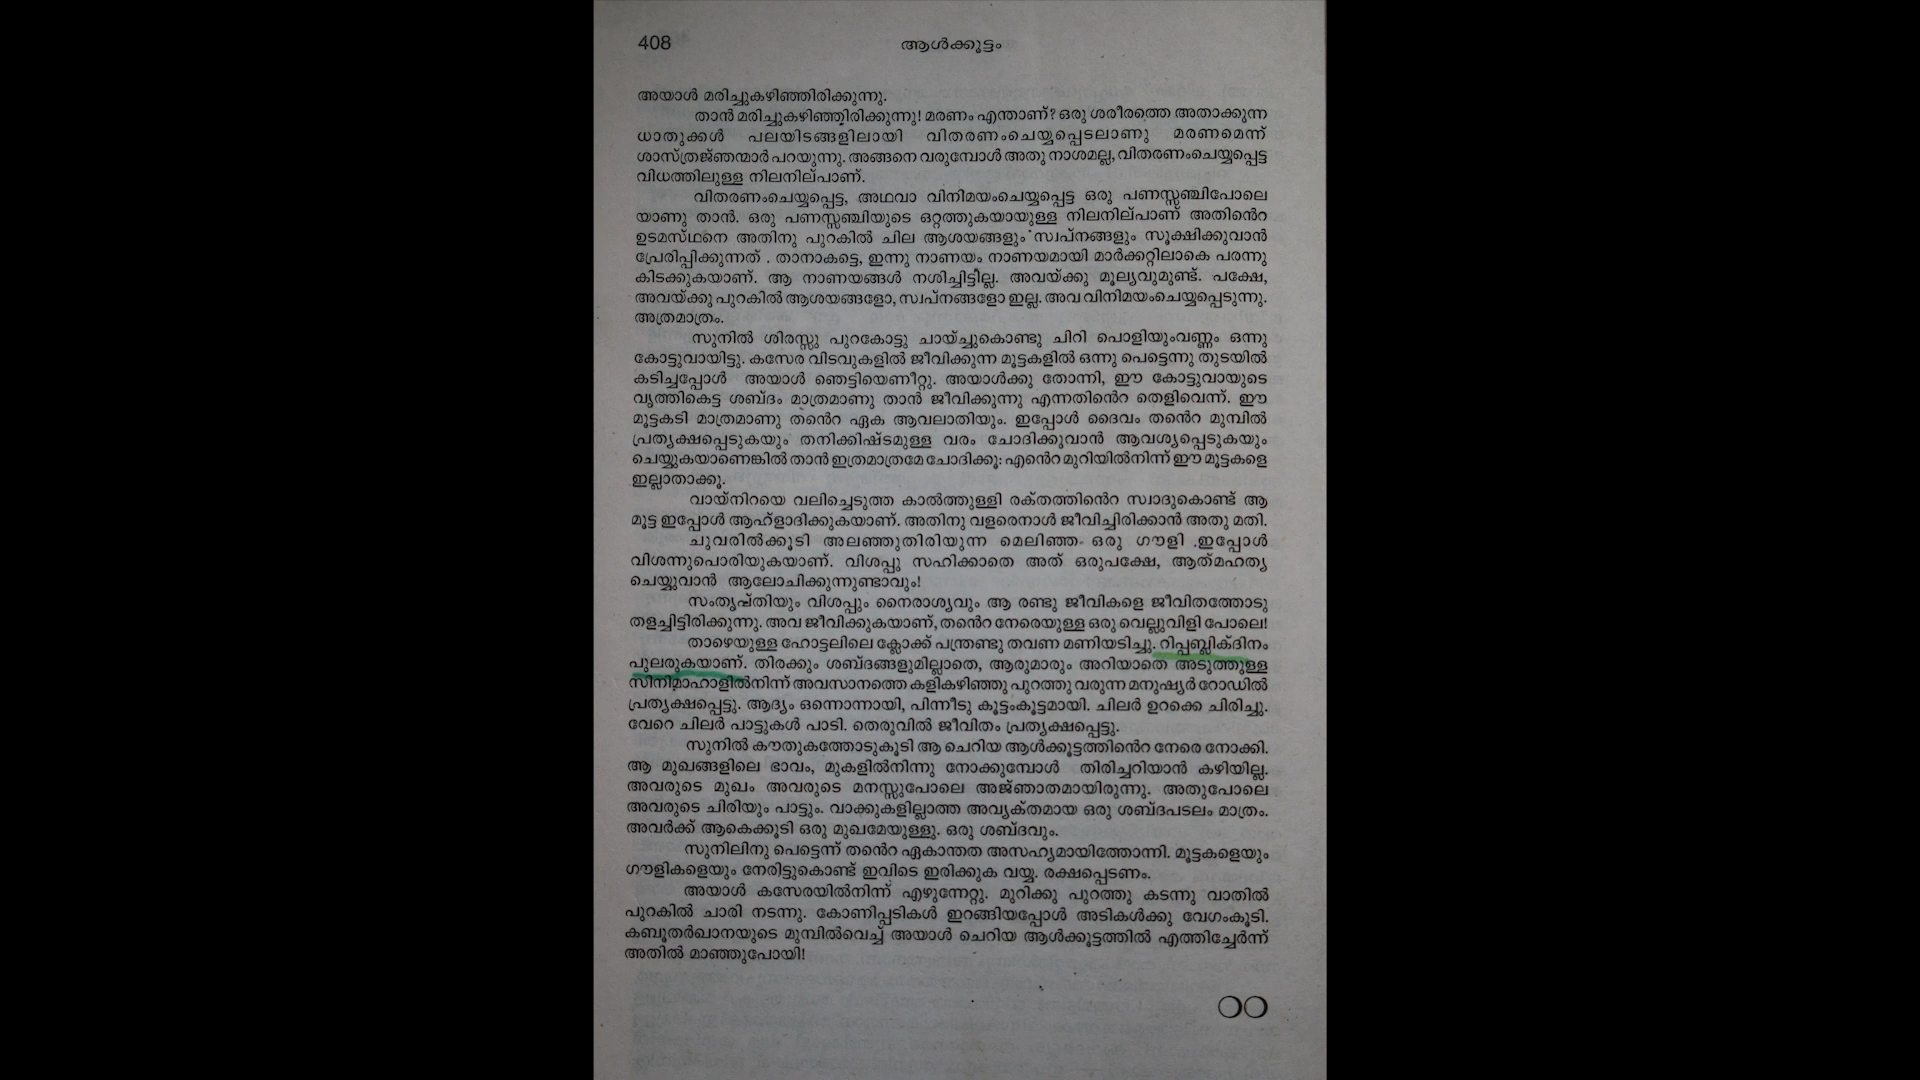 408
ആൾക്കൂട്ടം
അയാൾ മരിച്ചുകഴിഞ്ഞിരിക്കുന്നു.
താൻ മരിച്ചുകഴിഞ്ഞിരിക്കുന്നു! മരണം എന്താണ്? ഒരു ശരീരത്തെ അതാക്കുന്ന
ധാതുക്കൾ പലയിടങ്ങളിലായി വിതരണംചെയ്യപ്പെടലാണു മരണമെന്ന്
ശാസ്ത്രജ്ഞന്മാർ പറയുന്നു. അങ്ങനെ വരുമ്പോൾ അതു നാശമല്ല, വിതരണംചെയ്യപ്പെട്ട
വിധത്തിലുള്ള നിലനില്പാണ്.
വിതരണംചെയ്യപ്പെട്ട, അഥവാ വിനിമയംചെയ്യപ്പെട്ട ഒരു പണസ്സഞ്ചിപോലെ
യാണു താൻ. ഒരു പണസ്സഞ്ചിയുടെ ഒറ്റത്തുകയായുള്ള നിലനില്പാണ് അതിൻെറ
ഉടമസ്ഥനെ അതിനു പുറകിൽ ചില ആശയങ്ങളും സ്വപ്നങ്ങളും സൂക്ഷിക്കുവാൻ
പ്രേരിപ്പിക്കുന്നത് . താനാകട്ടെ, ഇന്നു നാണയം നാണയമായി മാർക്കറ്റിലാകെ പരന്നു
കിടക്കുകയാണ്. ആ നാണയങ്ങൾ നശിച്ചിട്ടില്ല. അവയ്ക്കു മൂല്യവുമുണ്ട്. പക്ഷേ,
അവയ്ക്കു പുറകിൽ ആശയങ്ങളോ, സ്വപ്നങ്ങളോ ഇല്ല. അവ വിനിമയംചെയ്യപ്പെടുന്നു.
അത്രമാത്രം.
സുനിൽ ശിരസ്സു പുറകോട്ടു ചായ്ച്ചുകൊണ്ടു ചിറി പൊളിയുംവണ്ണം ഒന്നു
കോട്ടുവായിട്ടു. കസേര വിടവുകളിൽ ജീവിക്കുന്ന മൂട്ടകളിൽ ഒന്നു പെട്ടെന്നു തുടയിൽ
കടിച്ചപ്പോൾ അയാൾ ഞെട്ടിയെണീറ്റു. അയാൾക്കു തോന്നി, ഈ കോട്ടുവായുടെ
വൃത്തികെട്ട ശബ്ദം മാത്രമാണു താൻ ജീവിക്കുന്നു എന്നതിൻെറ തെളിവെന്ന്. ഈ
മൂട്ടകടി മാത്രമാണു തൻെറ ഏക ആവലാതിയും. ഇപ്പോൾ ദൈവം തൻെറ മുമ്പിൽ
പ്രത്യക്ഷപ്പെടുകയും തനിക്കിഷ്ടമുള്ള വരം ചോദിക്കുവാൻ ആവശ്യപ്പെടുകയും
ചെയ്യുകയാണെങ്കിൽ താൻ ഇത്രമാത്രമേ ചോദിക്കൂ: എൻെറ മുറിയിൽനിന്ന് ഈ മൂട്ടകളെ
ഇല്ലാതാക്കൂ.
വായ്നിറയെ വലിച്ചെടുത്ത കാൽത്തുള്ളി രക്തത്തിൻെറ സ്വാദുകൊണ്ട് ആ
മൂട്ട ഇപ്പോൾ ആഹ്ളാദിക്കുകയാണ്. അതിനു വളരെനാൾ ജീവിച്ചിരിക്കാൻ അതു മതി.
ചുവരിൽക്കൂടി അലഞ്ഞുതിരിയുന്ന മെലിഞ്ഞ ഒരു ഗൗളി ഇപ്പോൾ
വിശന്നുപൊരിയുകയാണ്. വിശപ്പു സഹിക്കാതെ അത് ഒരുപക്ഷേ, ആത്മഹത്യ
ചെയ്യുവാൻ ആലോചിക്കുന്നുണ്ടാവും!
സംതൃപ്തിയും വിശപ്പും നൈരാശ്യവും ആ രണ്ടു ജീവികളെ ജീവിതത്തോടു
തളച്ചിട്ടിരിക്കുന്നു. അവ ജീവിക്കുകയാണ്, തൻെറ നേരെയുള്ള ഒരു വെല്ലുവിളി പോലെ!
താഴെയുള്ള ഹോട്ടലിലെ ക്ലോക്ക് പന്ത്രണ്ടു തവണ മണിയടിച്ചു. റിപ്പബ്ലിക്ദിനം
പുലരുകയാണ്. തിരക്കും ശബ്ദങ്ങളുമില്ലാതെ, ആരുമാരും അറിയാതെ അടുത്തുള്ള
സിനിമാഹാളിൽനിന്ന് അവസാനത്തെ കളികഴിഞ്ഞു പുറത്തു വരുന്ന മനുഷ്യർ റോഡിൽ
പ്രത്യക്ഷപ്പെട്ടു. ആദ്യം ഒന്നൊന്നായി, പിന്നീടു കൂട്ടംകൂട്ടമായി. ചിലർ ഉറക്കെ ചിരിച്ചു.
വേറെ ചിലർ പാട്ടുകൾ പാടി. തെരുവിൽ ജീവിതം പ്രത്യക്ഷപ്പെട്ടു.
സുനിൽ കൗതുകത്തോടുകൂടി ആ ചെറിയ ആൾക്കൂട്ടത്തിൻെറ നേരെ നോക്കി.
ആ മുഖങ്ങളിലെ ഭാവം, മുകളിൽനിന്നു നോക്കുമ്പോൾ തിരിച്ചറിയാൻ കഴിയില്ല.
അവരുടെ മുഖം അവരുടെ മനസ്സുപോലെ അജ്ഞാതമായിരുന്നു. അതുപോലെ
അവരുടെ ചിരിയും പാട്ടും. വാക്കുകളില്ലാത്ത അവ്യക്തമായ ഒരു ശബ്ദപടലം മാത്രം.
അവർക്ക് ആകെക്കൂടി ഒരു മുഖമേയുള്ളു. ഒരു ശബ്ദവും.
സുനിലിനു പെട്ടെന്ന് തൻെറ ഏകാന്തത അസഹ്യമായിത്തോന്നി. മൂട്ടകളെയും
ഗൗളികളെയും നേരിട്ടുകൊണ്ട് ഇവിടെ ഇരിക്കുക വയ്യ. രക്ഷപ്പെടണം.
അയാൾ കസേരയിൽനിന്ന് എഴുന്നേറ്റു. മുറിക്കു പുറത്തു കടന്നു വാതിൽ
പുറകിൽ ചാരി നടന്നു. കോണിപ്പടികൾ ഇറങ്ങിയപ്പോൾ അടികൾക്കു വേഗംകൂടി.
കബൂതർഖാനയുടെ മുമ്പിൽവെച്ച് അയാൾ ചെറിയ ആൾക്കൂട്ടത്തിൽ എത്തിച്ചേർന്ന്
അതിൽ മാഞ്ഞുപോയി!